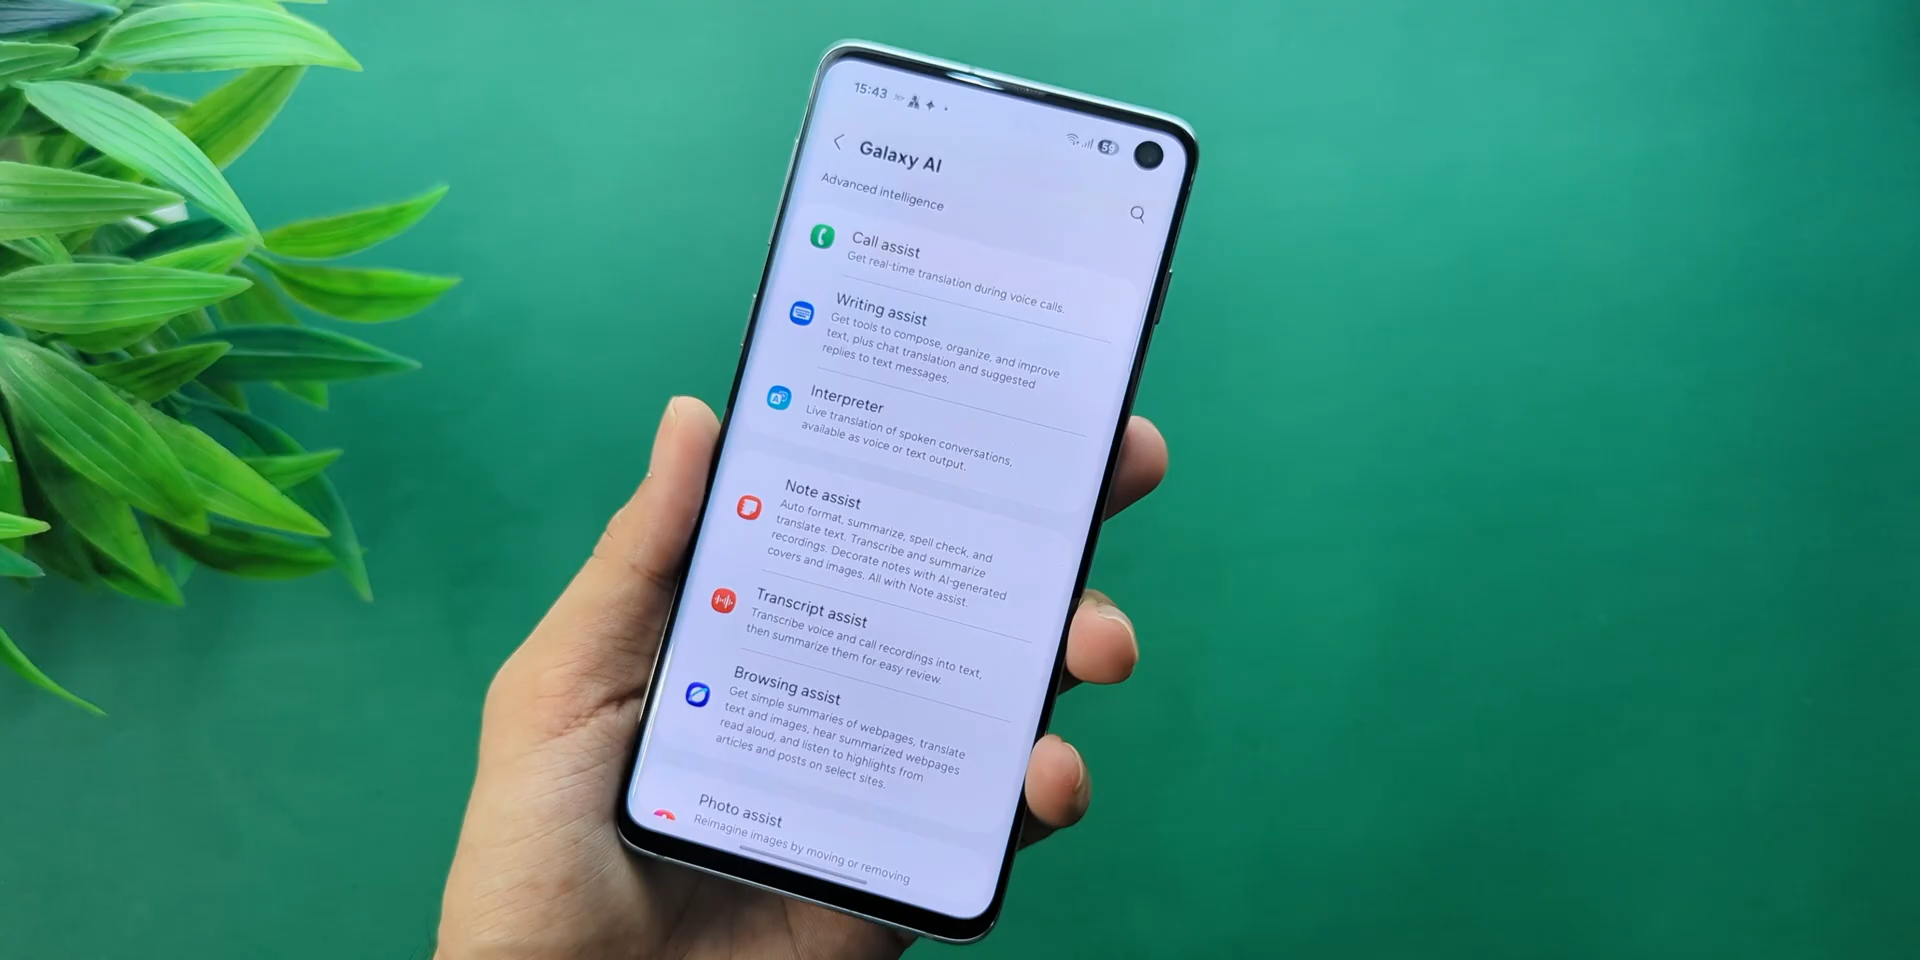 15:43
59
Galaxy AI
Advanced intelligence
Call assist
Get real-time translation during voice calls.
Writing assist
Get tools to compose, organize, and improve
text, plus chat translation and suggested
replies to text messages.
Interpreter
Live translation of spoken conversations,
available as voice or text output.
Note assist
Auto format, summarize, spell check, and
translate text. Transcribe and summarize
recordings. Decorate notes with AI-generated
covers and images. All with Note assist.
Transcript assist
Transcribe voice and call recordings into text,
then summarize them for easy review.
Browsing assist
Get simple summaries of webpages, translate
text and images, hear summarized webpages
read aloud, and listen to highlights from
articles and posts on select sites.
Photo assist
Reimagine images by moving or removing